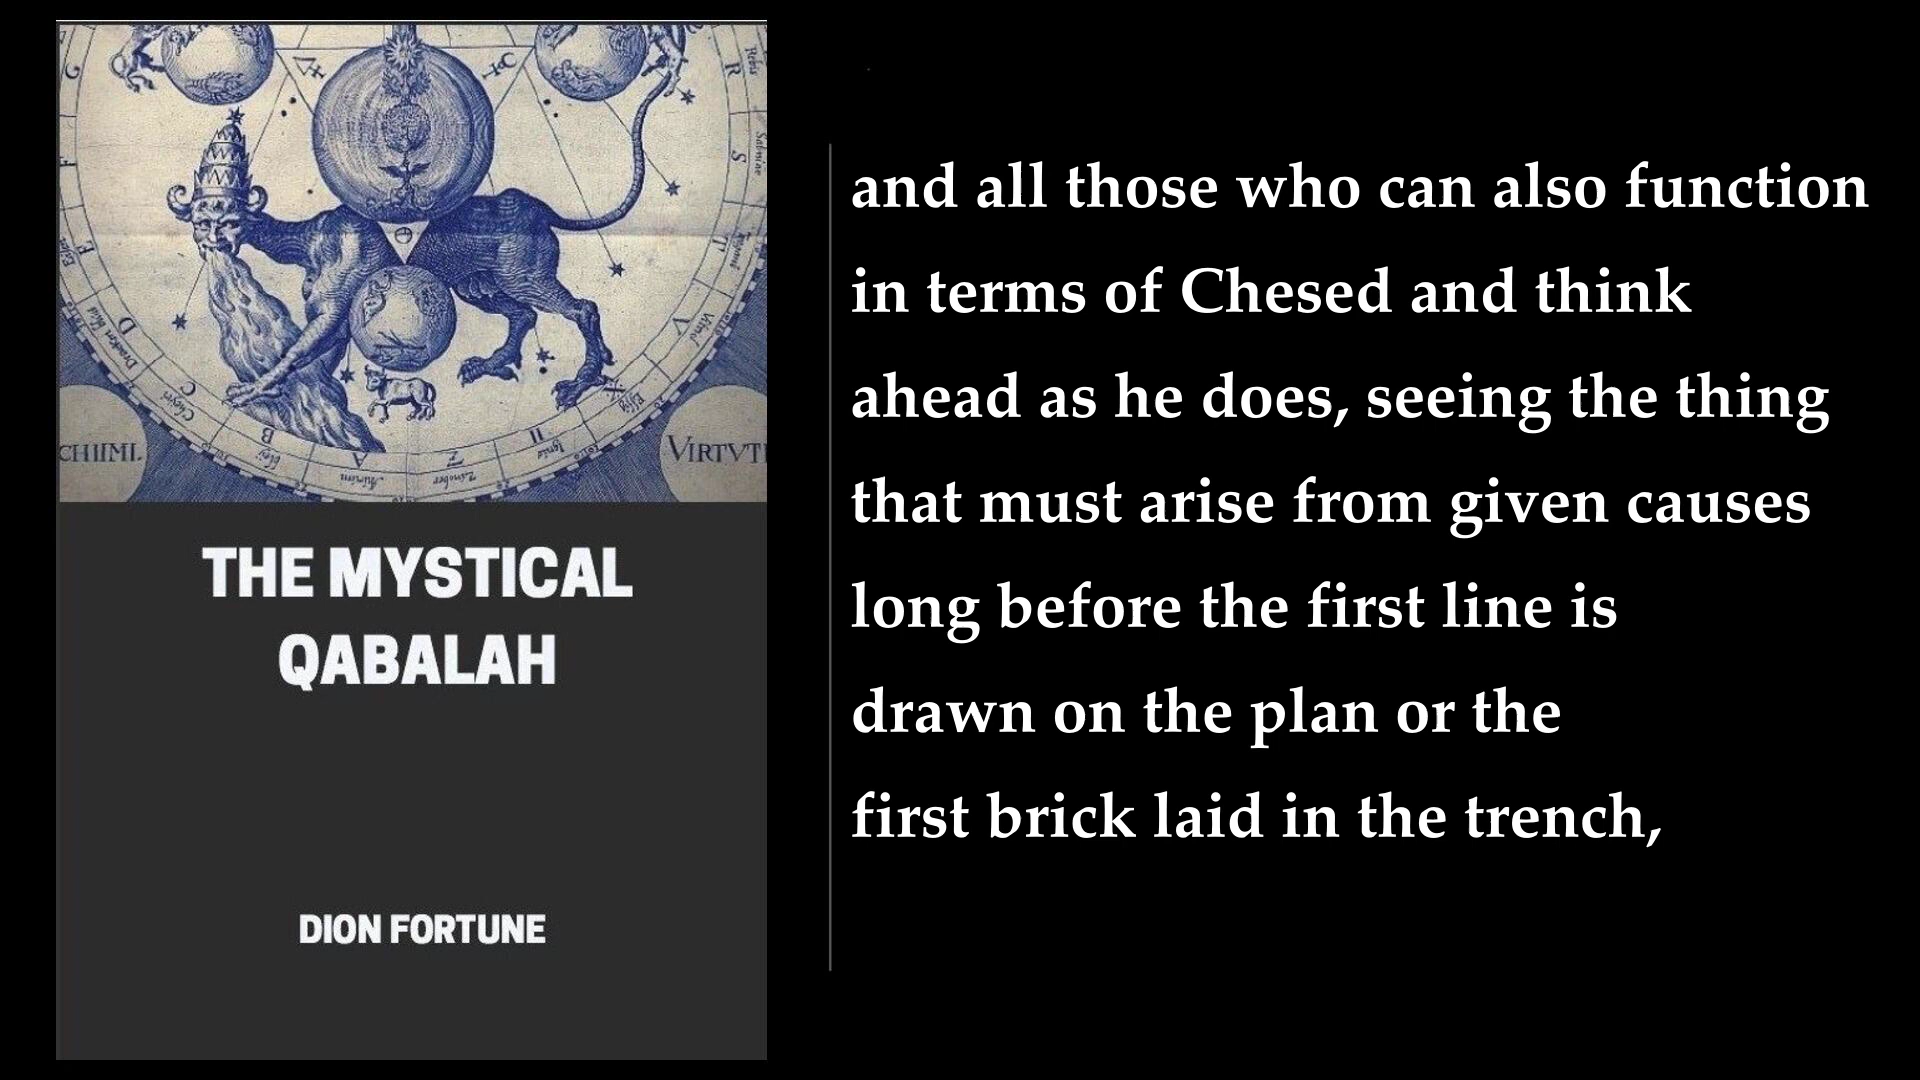 CHIIMI.
VIRTVTI
THE MYSTICAL
QABALAH
DION FORTUNE
and all those who can also function
in terms of Chesed and think
ahead as he does, seeing the thing
that must arise from given causes
long before the first line is
drawn on the plan or the
first brick laid in the trench,